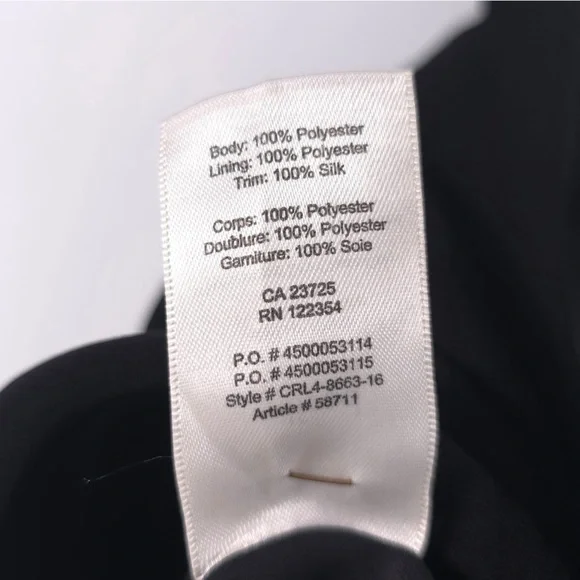 Body: 100% Polyester
Lining: 100% Polyester
Trim: 100% Silk
Corps: 100% Polyester
Doublure: 100% Polyester
Garniture: 100% Soie
CA 23725
RN 122354
P.O. # 4500053114
P.O. # 4500053115
Style # CRL4-8663-16
Article # 58711